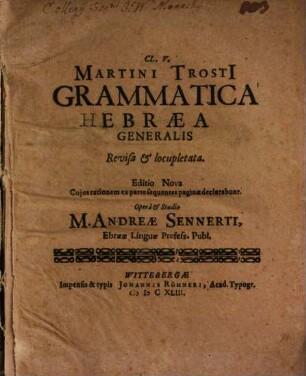 CL. V.
MARTINI TROSTI
GRAMMATICA
HEBRÆA
GENERALIS
Revisa & locupletata.
Editio Nova
Cujus rationem ex parte sequentes paginæ declarabunt.
Operâ & Studio
M. ANDREÆ SENNERTI,
Ebrææ Linguæ Profess. Publ.
WITTEBERGÆ
Impensis & typis JOHANNIS RÖHNERI, Acad. Typogr.
XLIII.